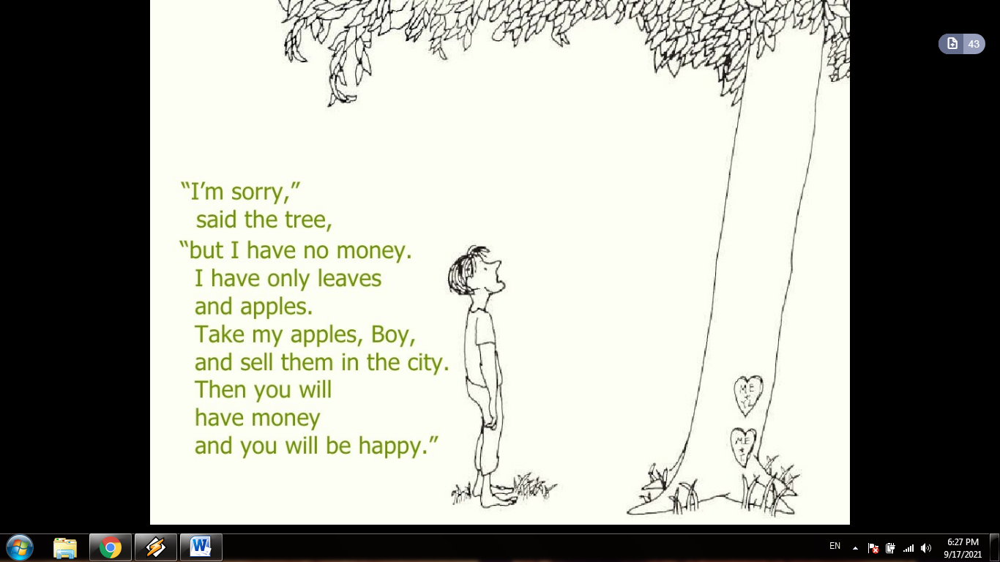 43
“I’m sorry,”
said the tree,
“but I have no money.
I have only leaves
and apples.
Take my apples, Boy,
and sell them in the city.
Then you will
have money
and you will be happy.”
ME
+
YL
ME
+
T
EN
6:27 PM
9/17/2021